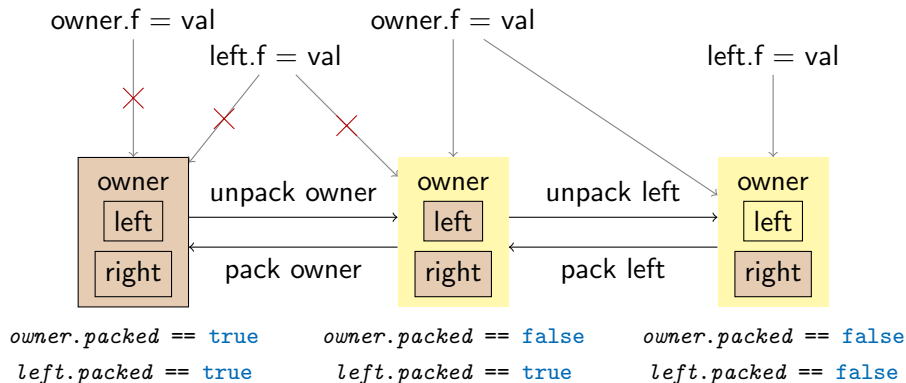 owner.f = val
owner.f = val
left.f = val
left.f = val
owner
left
right
unpack owner
pack owner
owner
left
right
unpack left
pack left
owner
left
right
owner.packed == true
owner.packed == false
owner.packed == false
left.packed == true
left.packed == true
left.packed == false